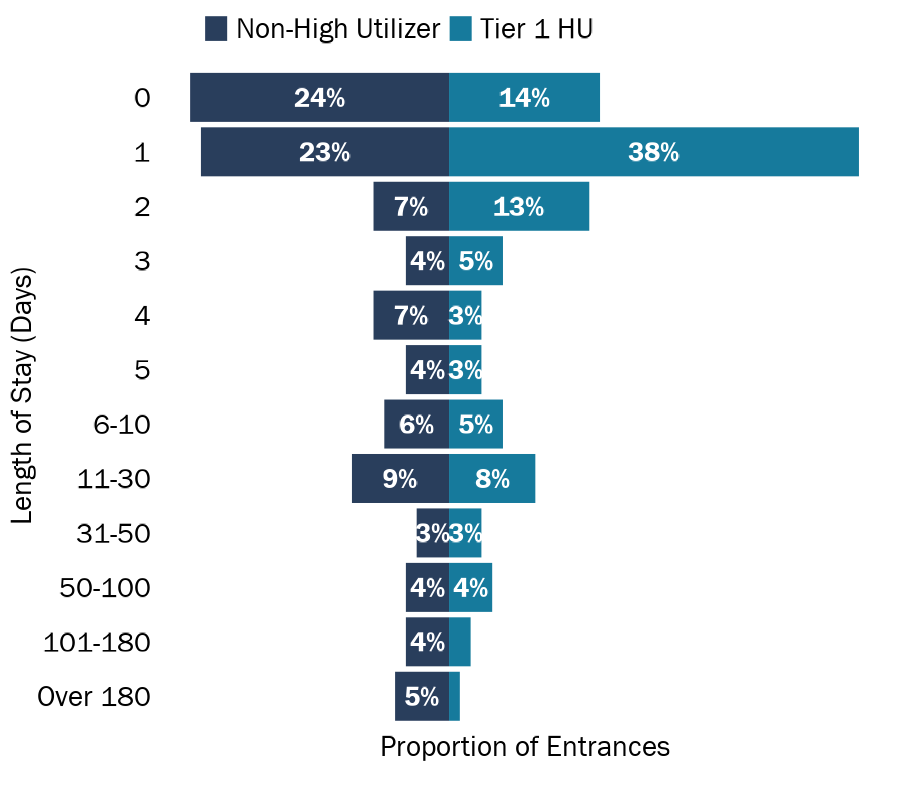 Non-High Utilizer Tier 1 HU
0 24% 14%
1 23% 38%
2 7% 13%
3 4% 5%
4 7% 3%
5 4% 3%
6-10 6% 5%
11-30 9% 8%
31-50 3% 3%
50-100 4% 4%
101-180 4%
Over 180 5%
Length of Stay (Days)
Proportion of Entrances